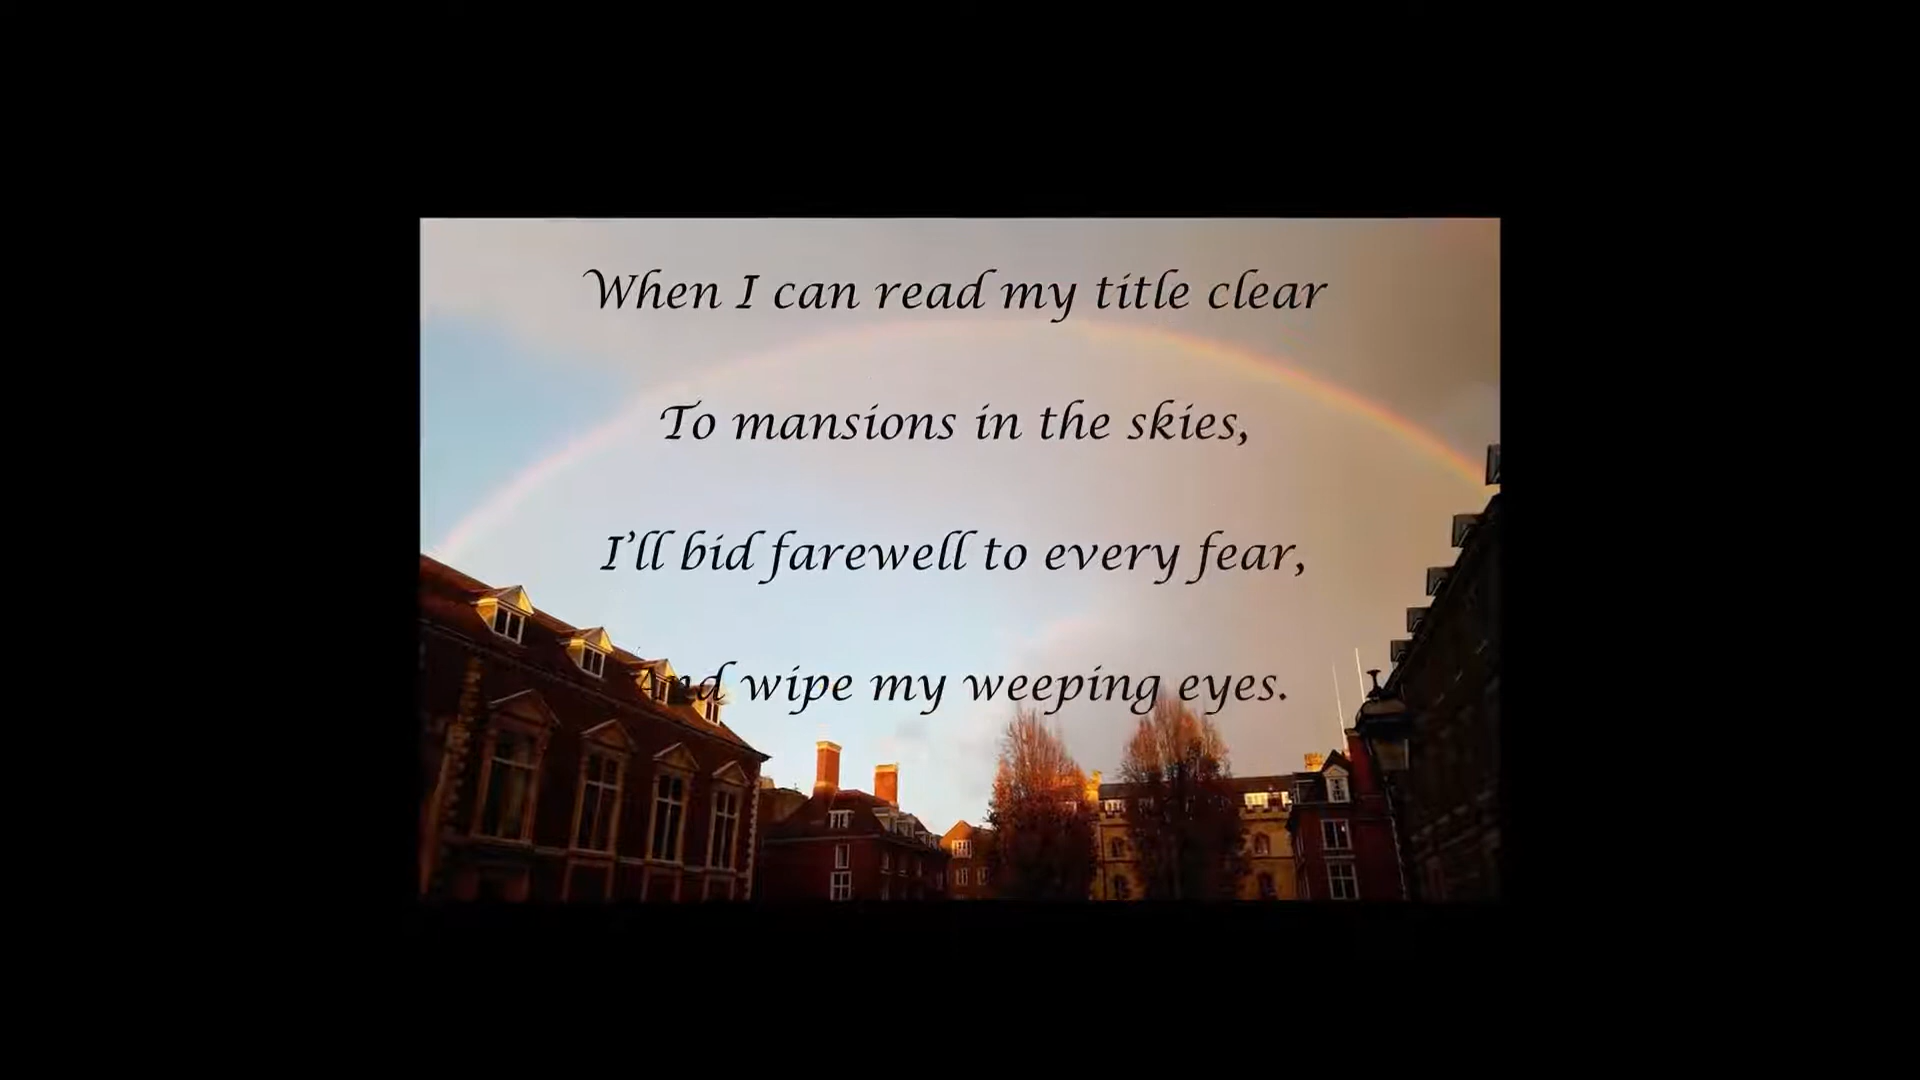 When I can read my title clear
To mansions in the skies,
I’ll bid farewell to every fear,
And wipe my weeping eyes.